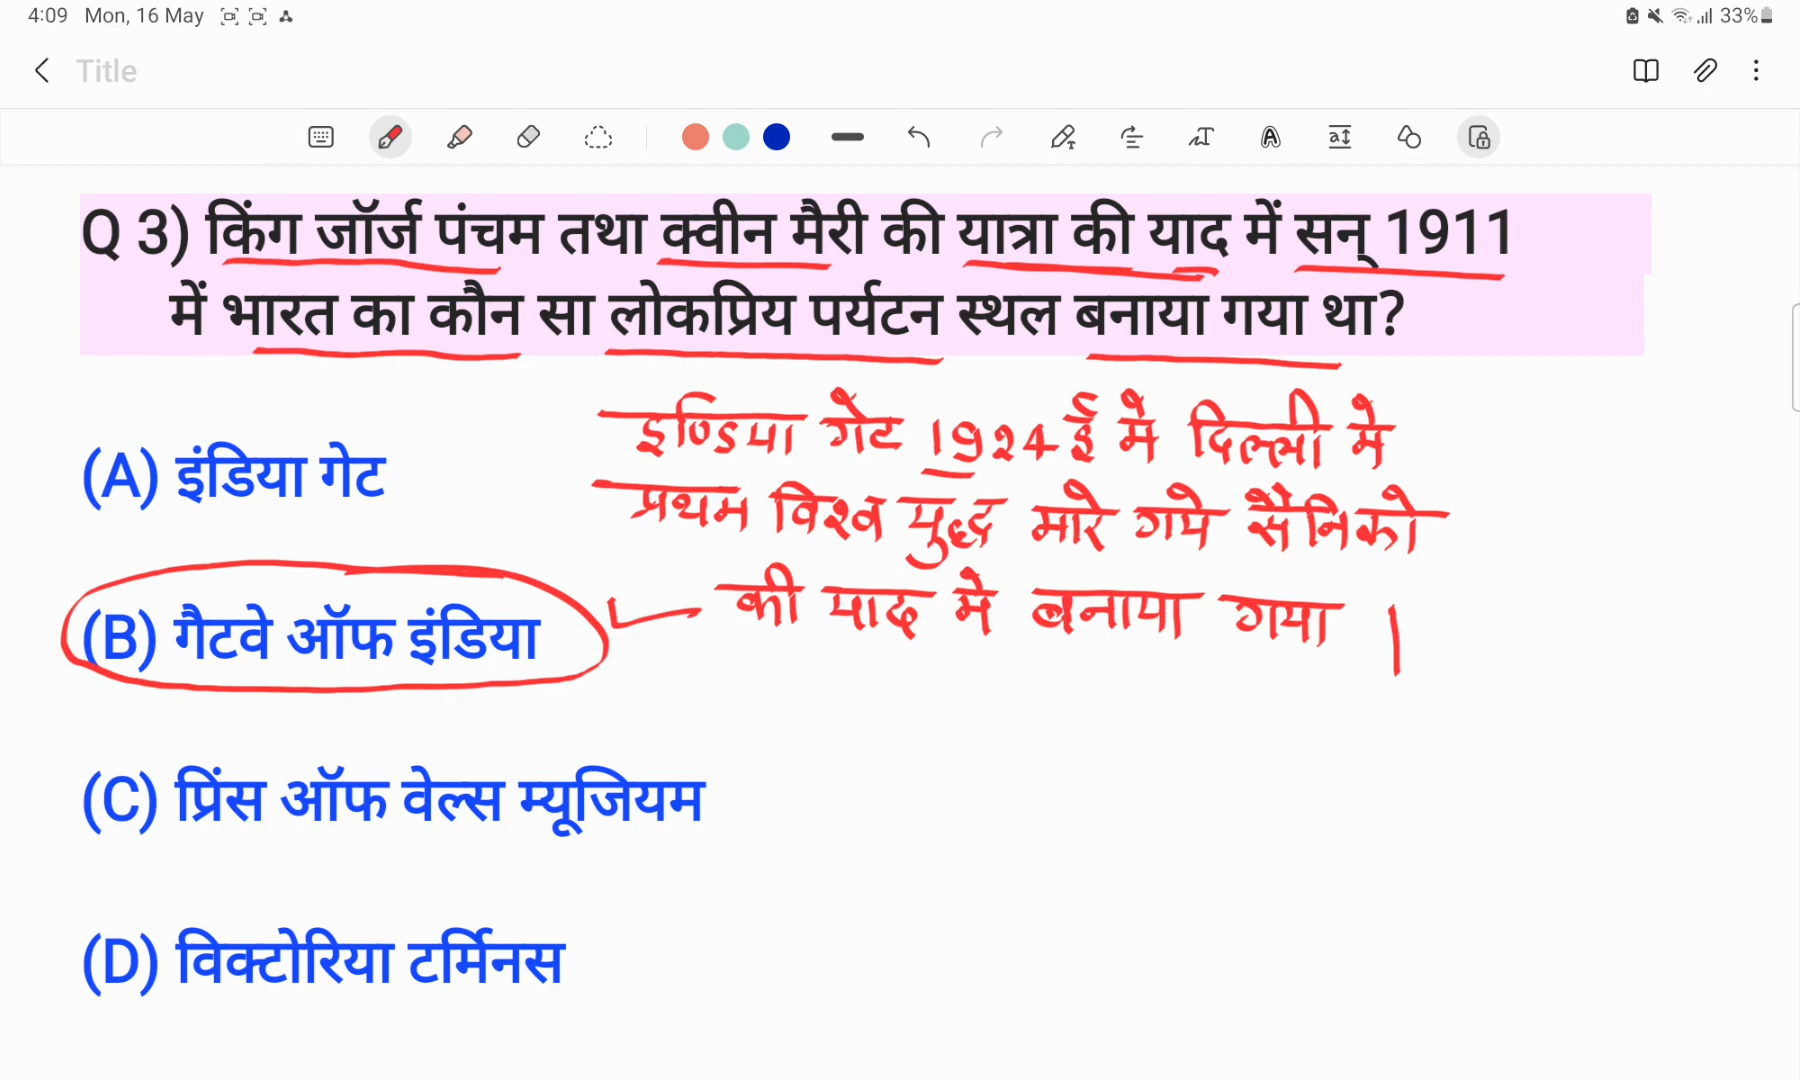 4:09 Mon, 16 May 33%
Title
Q 3) किंग जॉर्ज पंचम तथा क्वीन मैरी की यात्रा की याद में सन् 1911
में भारत का कौन सा लोकप्रिय पर्यटन स्थल बनाया गया था?
इण्डिया गेट 1924 ई मे दिल्ली मे
(A) इंडिया गेट
प्रथम विश्व युद्ध मारे गये सैनिको
की याद मे बनाया गया |
(B) गैटवे ऑफ इंडिया
(C) प्रिंस ऑफ वेल्स म्यूजियम
(D) विक्टोरिया टर्मिनस